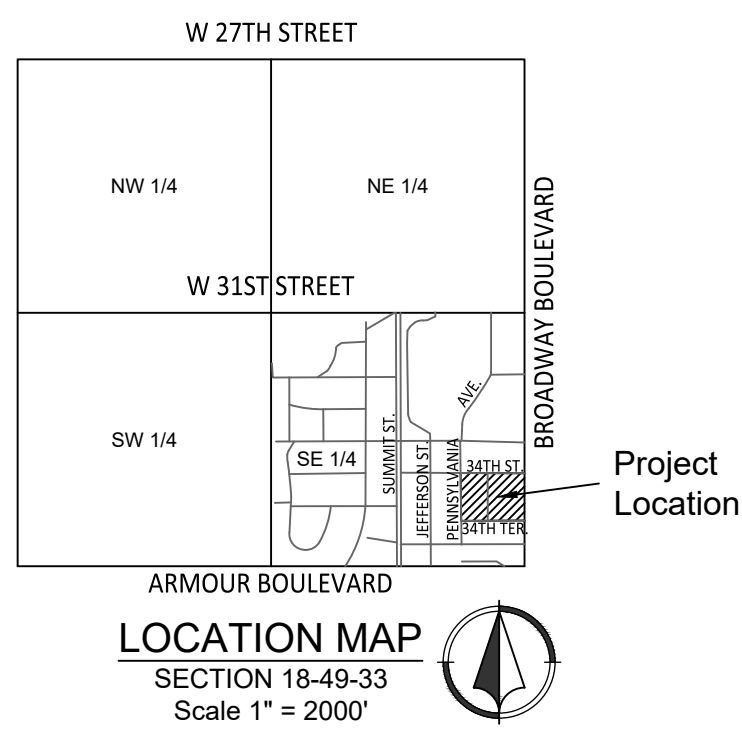 W 27TH STREET
NW 1/4
NE 1/4
BROADWAY BOULEVARD
W 31ST STREET
AVE.
SW 1/4
SE 1/4
SUMMIT ST.
JEFFERSON ST.
PENNSYLVANIA
34TH ST.
34TH TER.
Project
Location
ARMOUR BOULEVARD
LOCATION MAP
SECTION 18-49-33
Scale 1" = 2000'